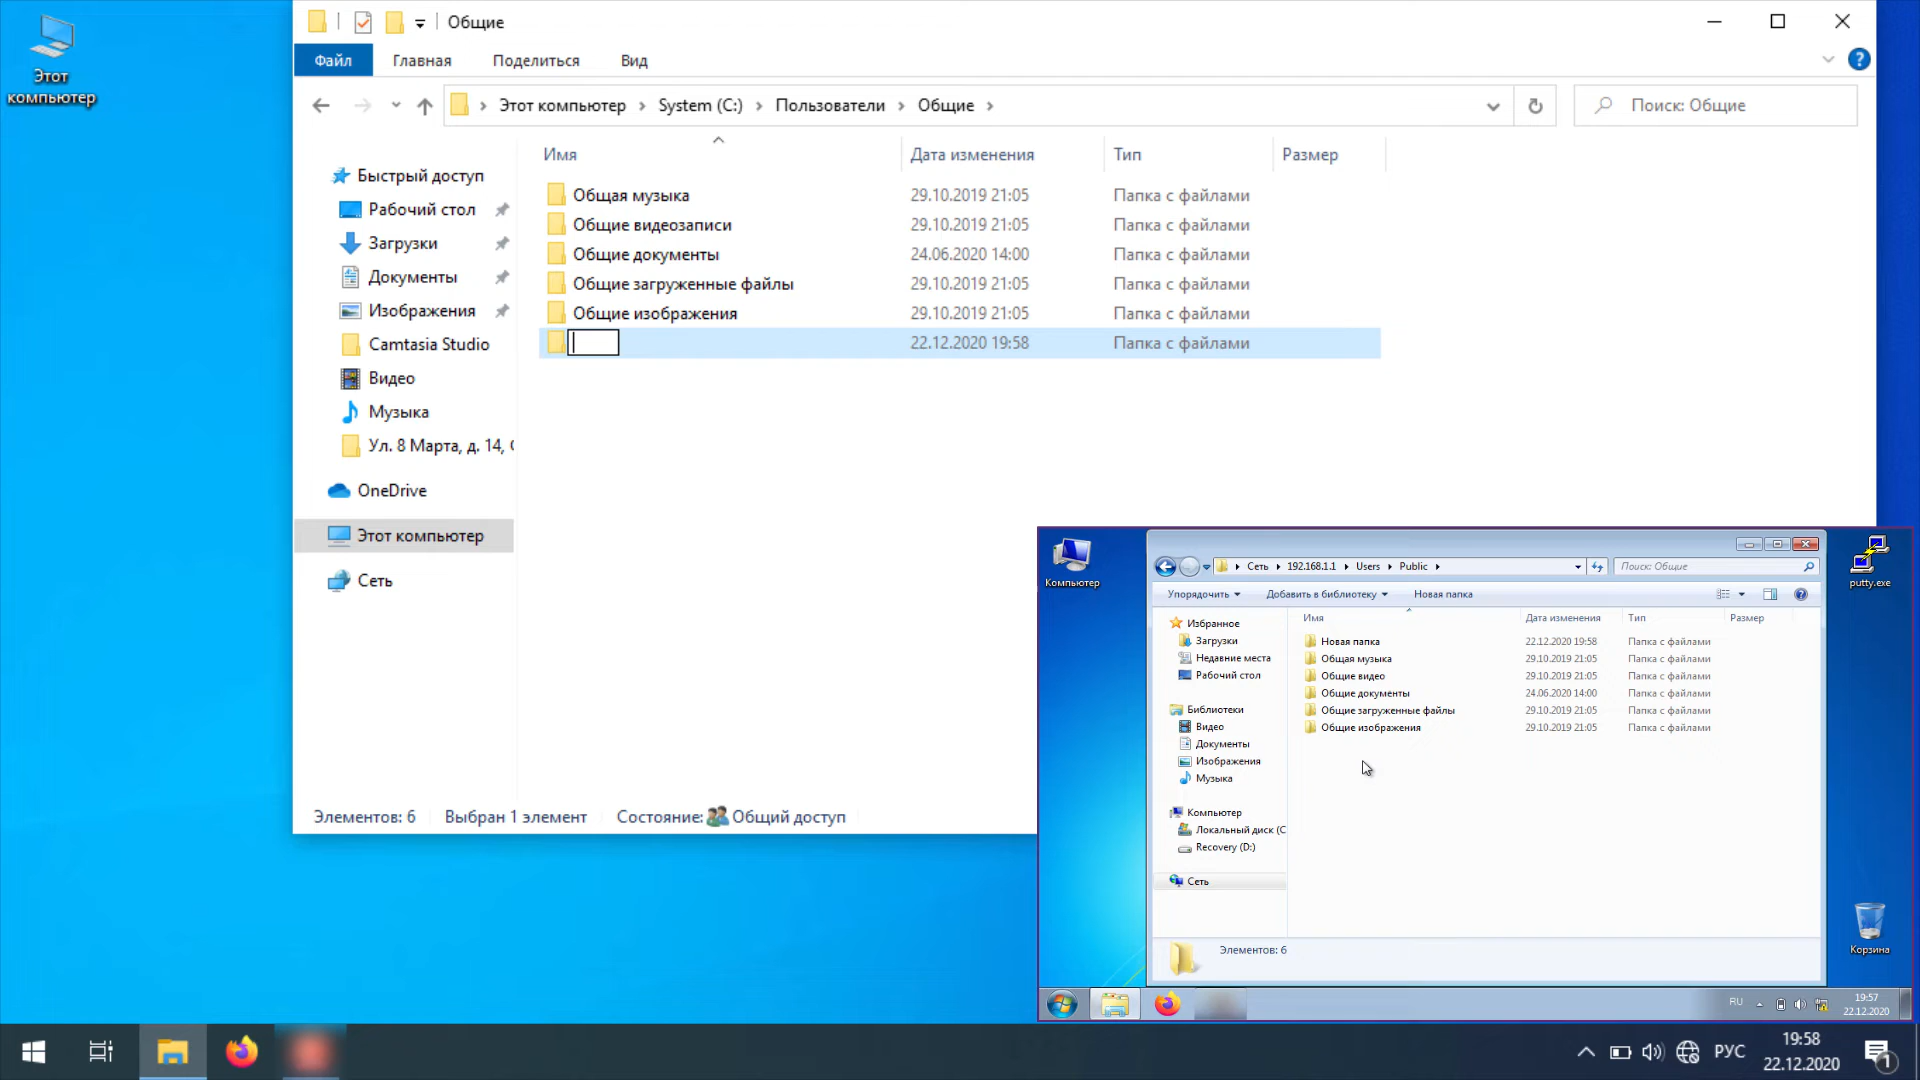 Этот
компьютер
Общие
Файл Главная Поделиться Вид
Этот компьютер System (C:) Пользователи Общие
Поиск: Общие
Имя Дата изменения Тип Размер
Быстрый доступ
Рабочий стол
Загрузки
Документы
Изображения
Camtasia Studio
Видео
Музыка
Ул. 8 Марта, д. 14,
OneDrive
Этот компьютер
Сеть
Общая музыка 29.10.2019 21:05 Папка с файлами
Общие видеозаписи 29.10.2019 21:05 Папка с файлами
Общие документы 24.06.2020 14:00 Папка с файлами
Общие загруженные файлы 29.10.2019 21:05 Папка с файлами
Общие изображения 29.10.2019 21:05 Папка с файлами
22.12.2020 19:58 Папка с файлами
Элементов: 6 Выбран 1 элемент Состояние: Общий доступ
Компьютер
putty.exe
Сеть 192.168.1.1 Users Public
Поиск: Общие
Упорядочить Добавить в библиотеку Новая папка
Имя Дата изменения Тип Размер
Избранное
Загрузки
Недавние места
Рабочий стол
Библиотеки
Видео
Документы
Изображения
Музыка
Компьютер
Локальный диск (C
Recovery (D:)
Сеть
Новая папка 22.12.2020 19:58 Папка с файлами
Общая музыка 29.10.2019 21:05 Папка с файлами
Общие видео 29.10.2019 21:05 Папка с файлами
Общие документы 24.06.2020 14:00 Папка с файлами
Общие загруженные файлы 29.10.2019 21:05 Папка с файлами
Общие изображения 29.10.2019 21:05 Папка с файлами
Элементов: 6
Корзина
RU
19:57
22.12.2020
РУС
19:58
22.12.2020
1